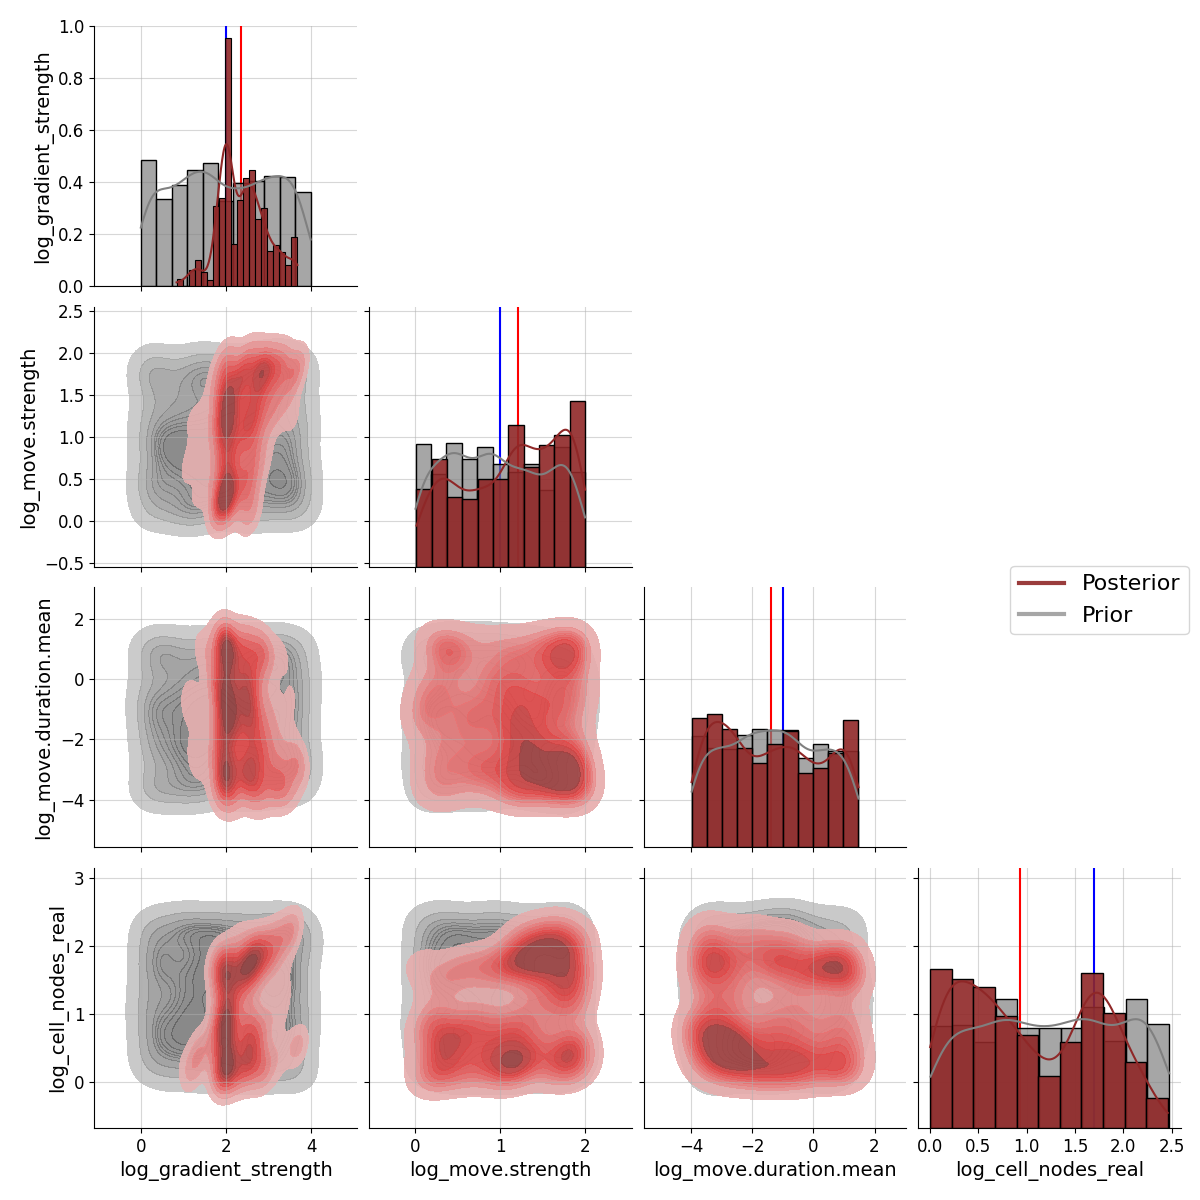 1.0
0.8
0.6
0.4
0.2
0.0
log_gradient_strength
2.5
2.0
1.5
1.0
0.5
0.0
−0.5
log_move.strength
2
0
−2
−4
log_move.duration.mean
Posterior
Prior
3
2
1
0
log_cell_nodes_real
0 2 4
0 1 2
−4 −2 0 2
0.0 0.5 1.0 1.5 2.0 2.5
log_gradient_strength
log_move.strength
log_move.duration.mean
log_cell_nodes_real